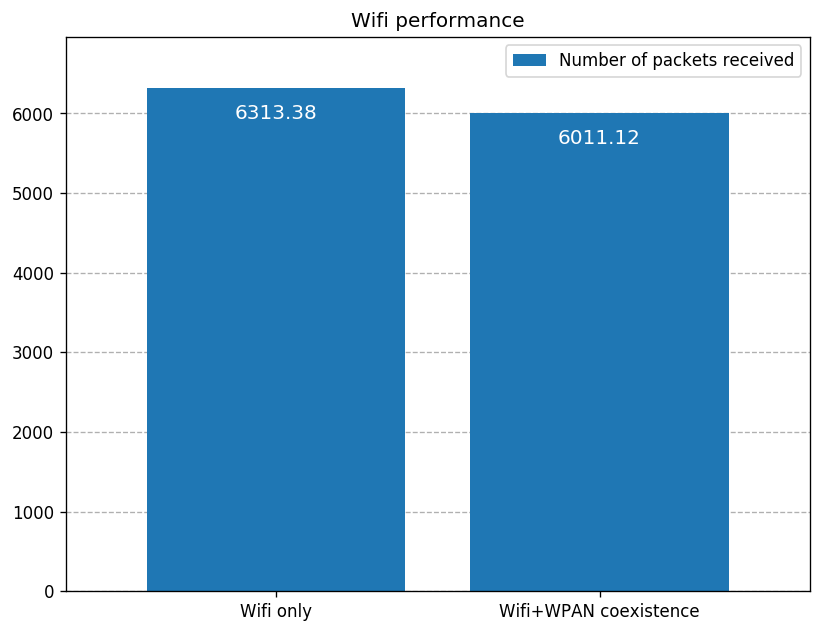 Wifi performance
Number of packets received
6313.38
6011.12
6000
5000
4000
3000
2000
1000
0
Wifi only
Wifi+WPAN coexistence